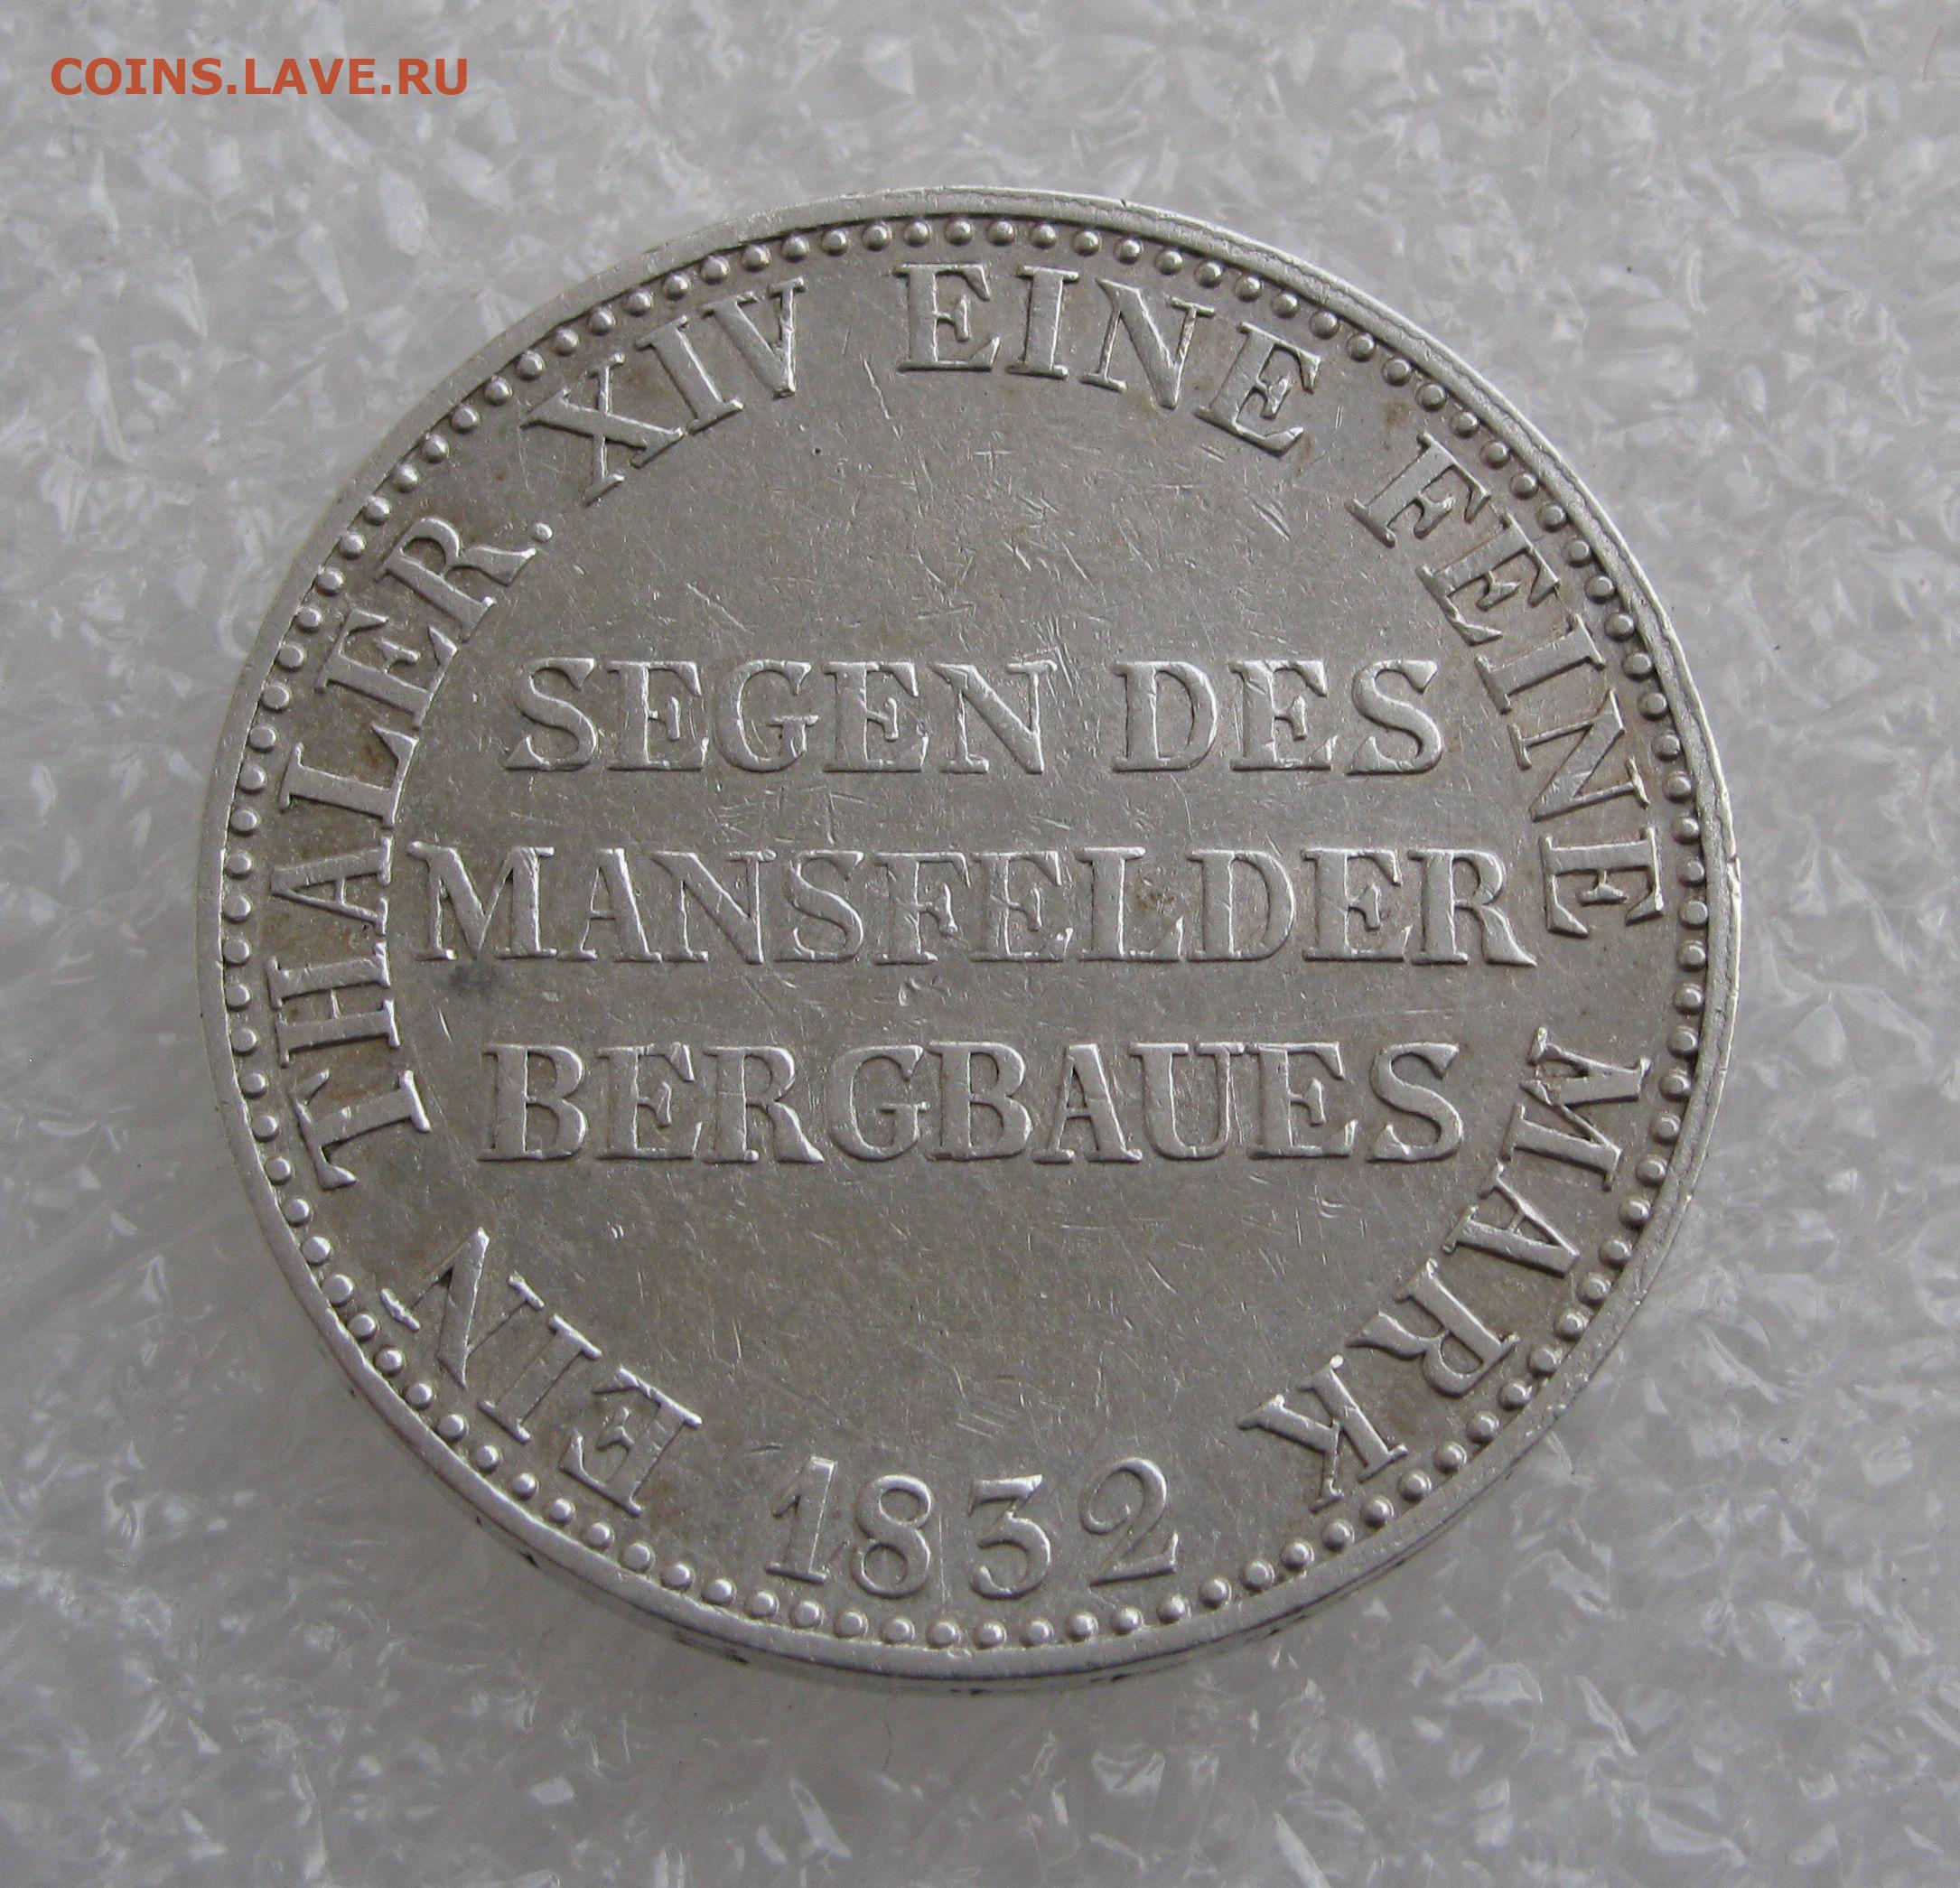 COINS.LAVE.RU
EIN THALER. XIV EINE FEINE MARK
SEGEN DES
MANSFELDER
BERGBAUES
1832